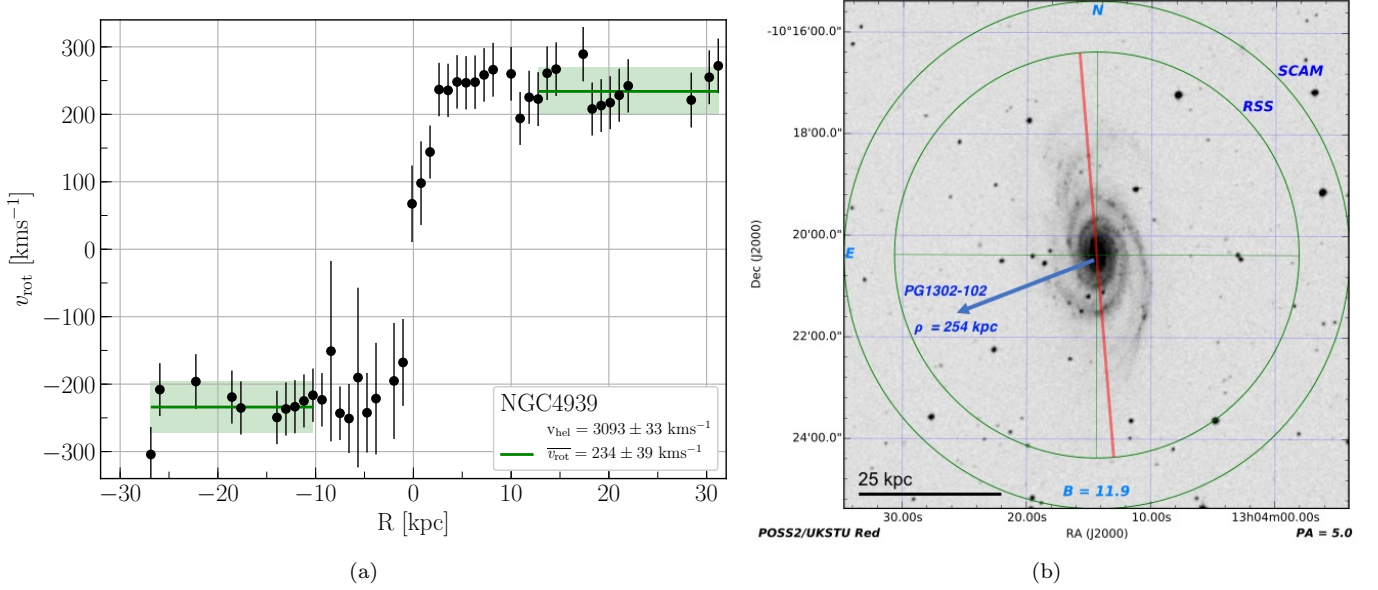 300
200
100
0
−100
−200
−300
v_rot [kms⁻¹]
NGC4939
v_hel = 3093 ± 33 kms⁻¹
v̅_rot = 234 ± 39 kms⁻¹
−30 −20 −10 0 10 20 30
R [kpc]
(a)
N
-10°16'00.0"
SCAM
RSS
18'00.0"
20'00.0"
E
Dec (J2000)
PG1302-102
ρ = 254 kpc
22'00.0"
24'00.0"
25 kpc
B = 11.9
30.00s 20.00s 10.00s 13h04m00.00s
POSS2/UKSTU Red RA (J2000) PA = 5.0
(b)